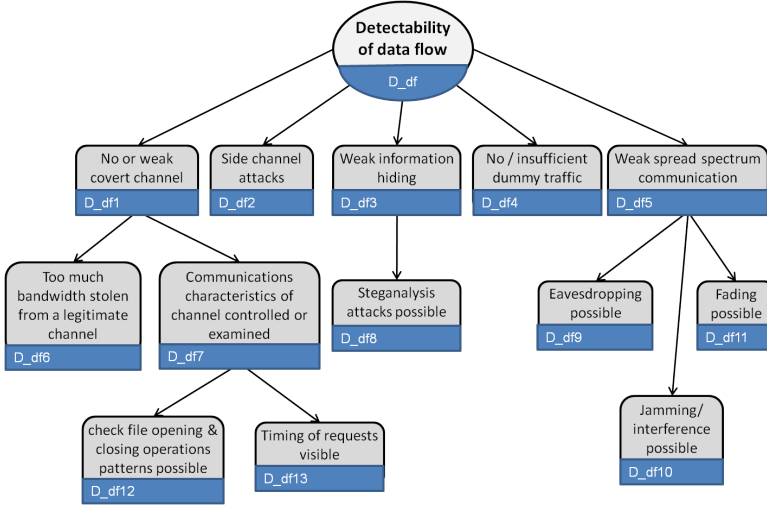 Detectability
of data flow
D_df
No or weak
covert channel
D_df1
Side channel
attacks
D_df2
Weak information
hiding
D_df3
No / insufficient
dummy traffic
D_df4
Weak spread spectrum
communication
D_df5
Too much
bandwidth stolen
from a legitimate
channel
D_df6
Communications
characteristics of
channel controlled or
examined
D_df7
Steganalysis
attacks possible
D_df8
Eavesdropping
possible
D_df9
Fading
possible
D_df11
Jamming/
interference
possible
D_df10
check file opening &
closing operations
patterns possible
D_df12
Timing of requests
visible
D_df13